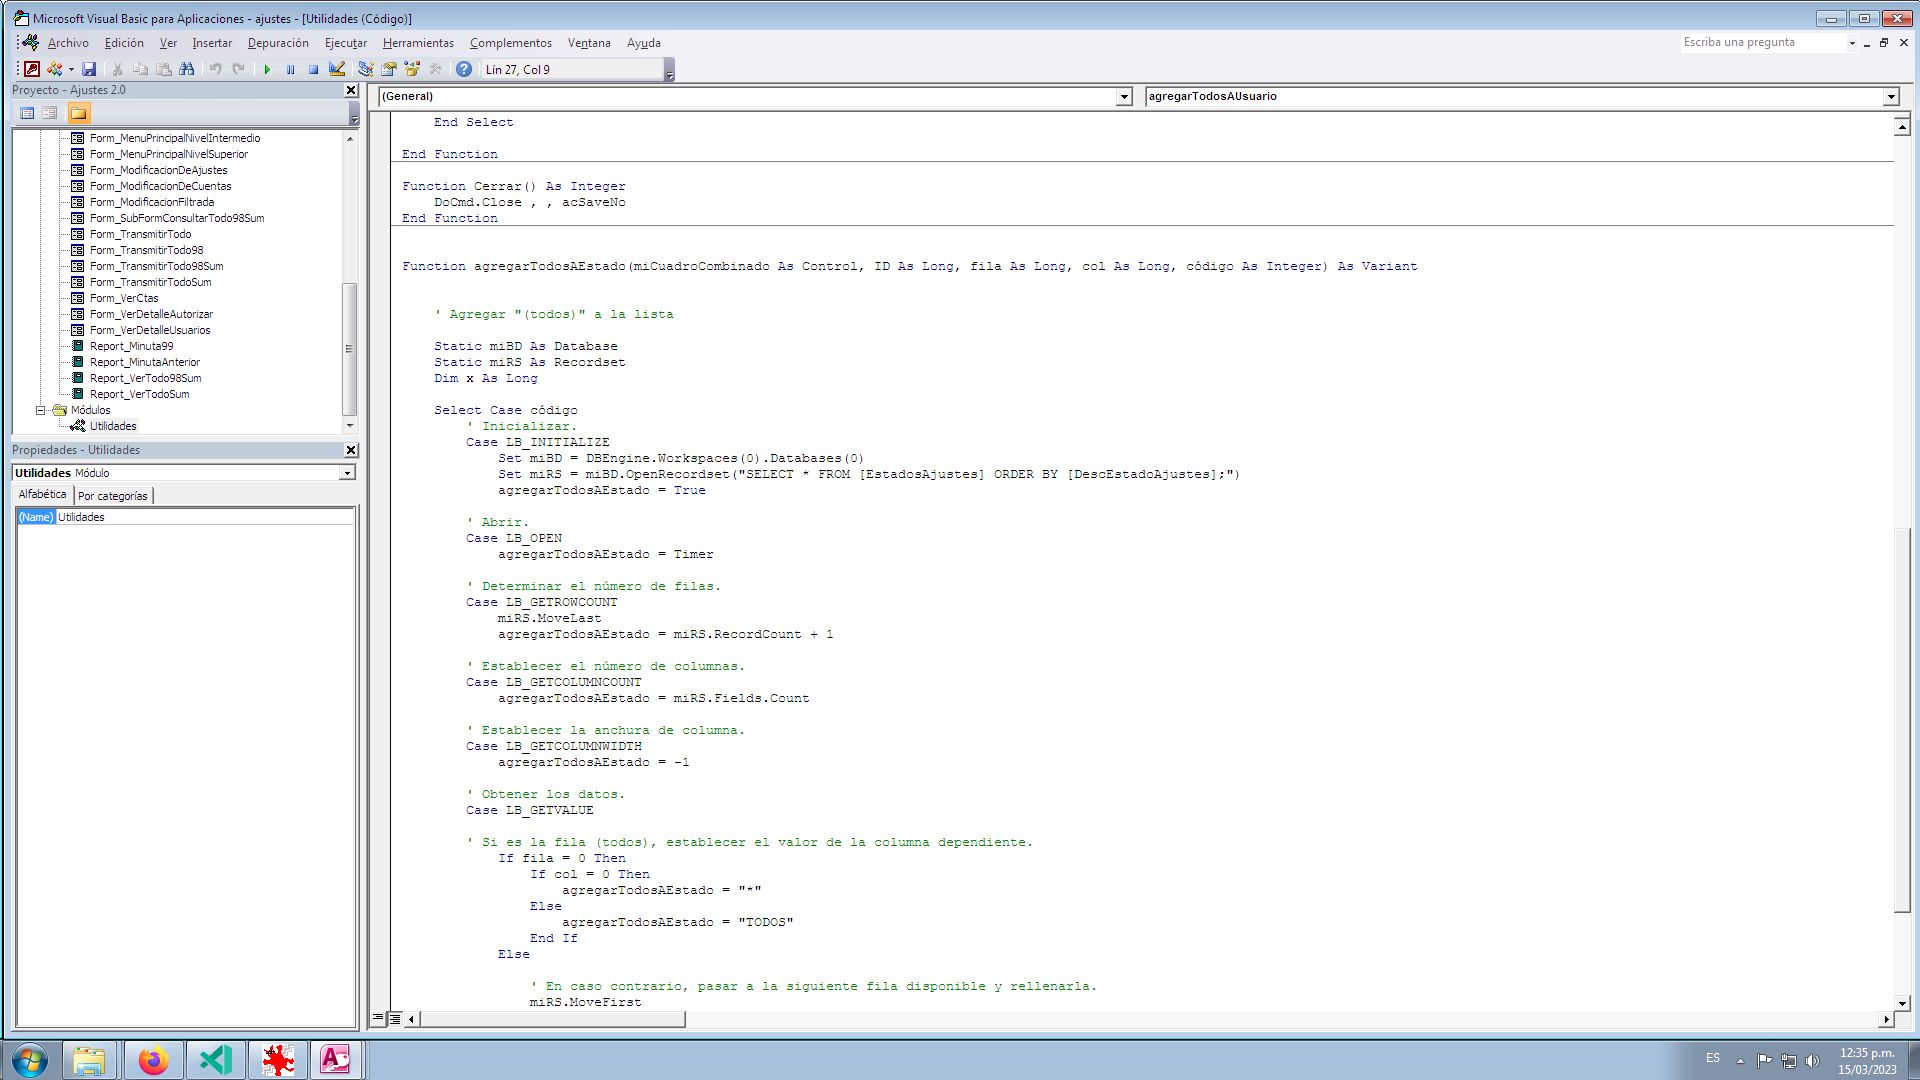 Microsoft Visual Basic para Aplicaciones - ajustes - [Utilidades (Código)]
Archivo Edición Ver Insertar Depuración Ejecutar Herramientas Complementos Ventana Ayuda
Escriba una pregunta
Lín 27, Col 9
Proyecto - Ajustes 2.0
Form_MenuPrincipalNivelIntermedio
Form_MenuPrincipalNivelSuperior
Form_ModificacionDeAjustes
Form_ModificacionDeCuentas
Form_ModificacionFiltrada
Form_SubFormConsultarTodo98Sum
Form_TransmitirTodo
Form_TransmitirTodo98
Form_TransmitirTodo98Sum
Form_TransmitirTodoSum
Form_VerCtas
Form_VerDetalleAutorizar
Form_VerDetalleUsuarios
Report_Minuta99
Report_MinutaAnterior
Report_VerTodo98Sum
Report_VerTodoSum
Módulos
Utilidades
Propiedades - Utilidades
Utilidades Módulo
Alfabética Por categorías
(Name) Utilidades
(General) agregarTodosAUsuario
End Select
End Function
Function Cerrar() As Integer
DoCmd.Close , , acSaveNo
End Function
Function agregarTodosAEstado(miCuadroCombinado As Control, ID As Long, fila As Long, col As Long, código As Integer) As Variant
' Agregar "(todos)" a la lista
Static miBD As Database
Static miRS As Recordset
Dim x As Long
Select Case código
' Inicializar.
Case LB_INITIALIZE
Set miBD = DBEngine.Workspaces(0).Databases(0)
Set miRS = miBD.OpenRecordset("SELECT * FROM [EstadosAjustes] ORDER BY [DescEstadoAjustes];")
agregarTodosAEstado = True
' Abrir.
Case LB_OPEN
agregarTodosAEstado = Timer
' Determinar el número de filas.
Case LB_GETROWCOUNT
miRS.MoveLast
agregarTodosAEstado = miRS.RecordCount + 1
' Establecer el número de columnas.
Case LB_GETCOLUMNCOUNT
agregarTodosAEstado = miRS.Fields.Count
' Establecer la anchura de columna.
Case LB_GETCOLUMNWIDTH
agregarTodosAEstado = -1
' Obtener los datos.
Case LB_GETVALUE
' Si es la fila (todos), establecer el valor de la columna dependiente.
If fila = 0 Then
If col = 0 Then
agregarTodosAEstado = "*"
Else
agregarTodosAEstado = "TODOS"
End If
Else
' En caso contrario, pasar a la siguiente fila disponible y rellenarla.
miRS.MoveFirst
ES
12:35 p.m.
15/03/2023